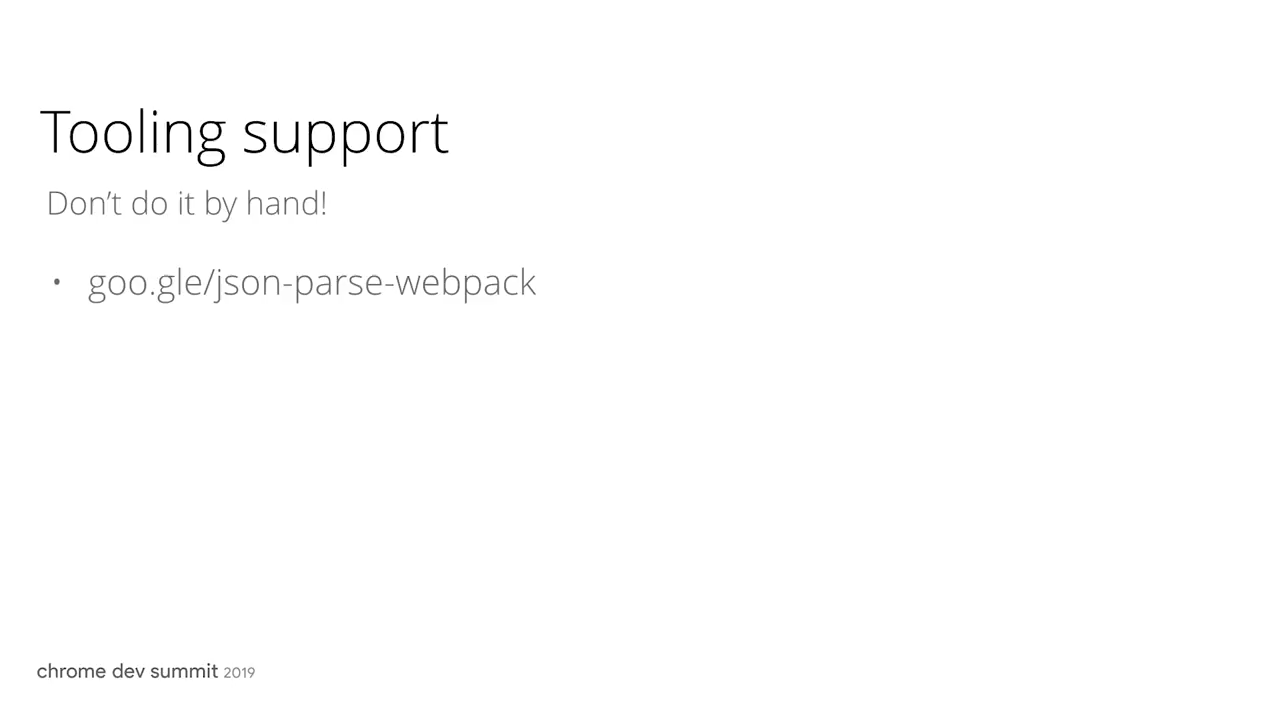 Tooling support
Don’t do it by hand!
• goo.gle/json-parse-webpack
chrome dev summit 2019